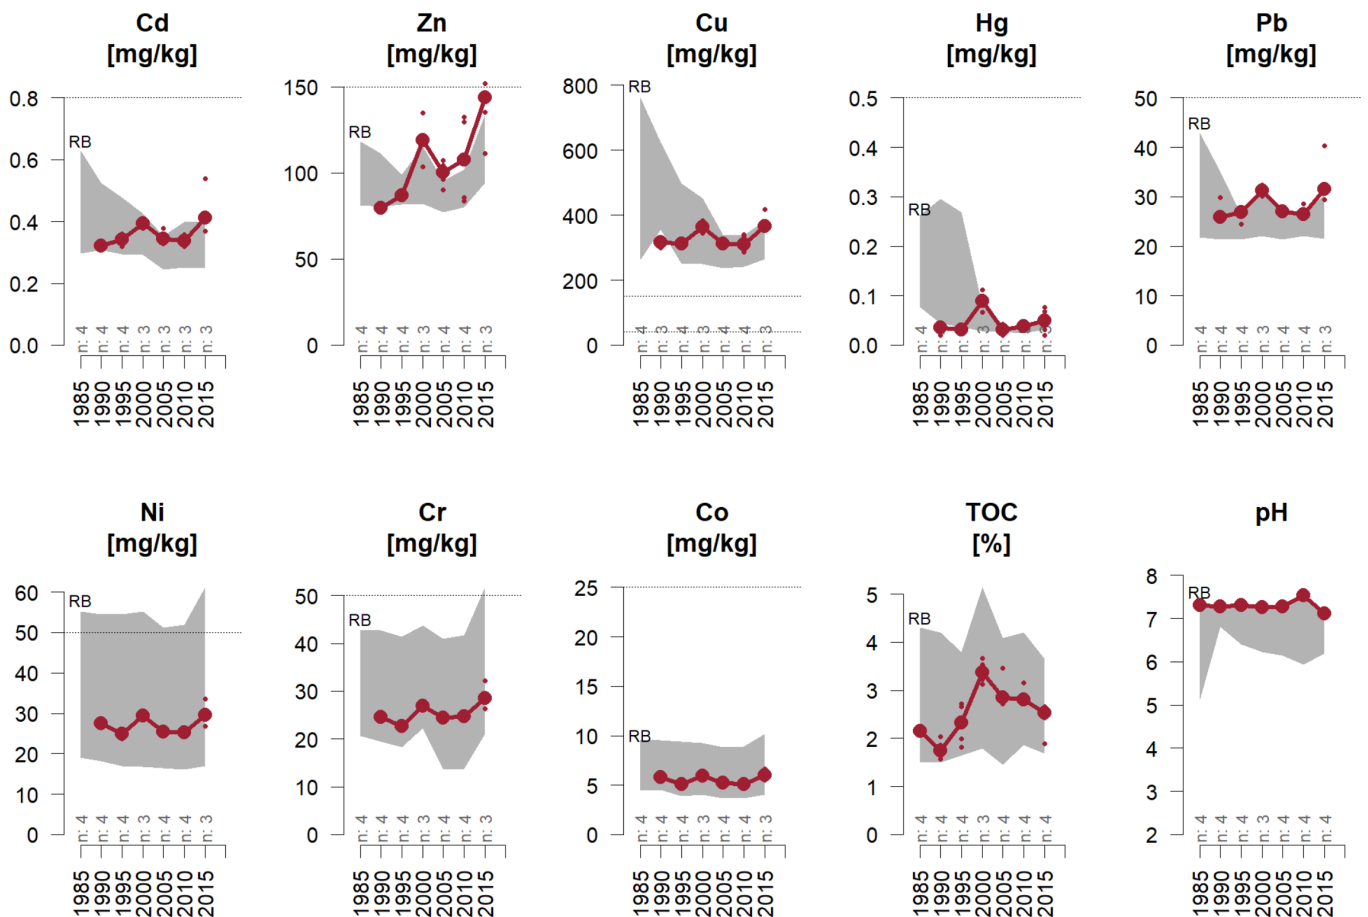 Cd
[mg/kg]
0.8
0.6
0.4
0.2
0.0
RB
n: 4
n: 4
n: 4
n: 3
n: 4
n: 4
n: 3
1985
1990
1995
2000
2005
2010
2015
Zn
[mg/kg]
150
100
50
0
RB
n: 4
n: 4
n: 4
n: 3
n: 4
n: 4
n: 3
1985
1990
1995
2000
2005
2010
2015
Cu
[mg/kg]
800
600
400
200
0
RB
n: 4
n: 3
n: 4
n: 3
n: 4
n: 4
n: 3
1985
1990
1995
2000
2005
2010
2015
Hg
[mg/kg]
0.5
0.4
0.3
0.2
0.1
0.0
RB
n: 4
n: 4
n: 4
n: 3
n: 4
n: 4
n: 3
1985
1990
1995
2000
2005
2010
2015
Pb
[mg/kg]
50
40
30
20
10
0
RB
n: 4
n: 4
n: 4
n: 3
n: 4
n: 4
n: 3
1985
1990
1995
2000
2005
2010
2015
Ni
[mg/kg]
60
50
40
30
20
10
0
RB
n: 4
n: 4
n: 4
n: 3
n: 4
n: 4
n: 3
1985
1990
1995
2000
2005
2010
2015
Cr
[mg/kg]
50
40
30
20
10
0
RB
n: 4
n: 4
n: 4
n: 3
n: 4
n: 4
n: 3
1985
1990
1995
2000
2005
2010
2015
Co
[mg/kg]
25
20
15
10
5
0
RB
n: 4
n: 4
n: 4
n: 3
n: 4
n: 4
n: 3
1985
1990
1995
2000
2005
2010
2015
TOC
[%]
5
4
3
2
1
0
RB
n: 4
n: 4
n: 4
n: 3
n: 4
n: 4
n: 4
1985
1990
1995
2000
2005
2010
2015
pH
8
7
6
5
4
3
2
RB
n: 4
n: 4
n: 4
n: 3
n: 4
n: 4
n: 4
1985
1990
1995
2000
2005
2010
2015